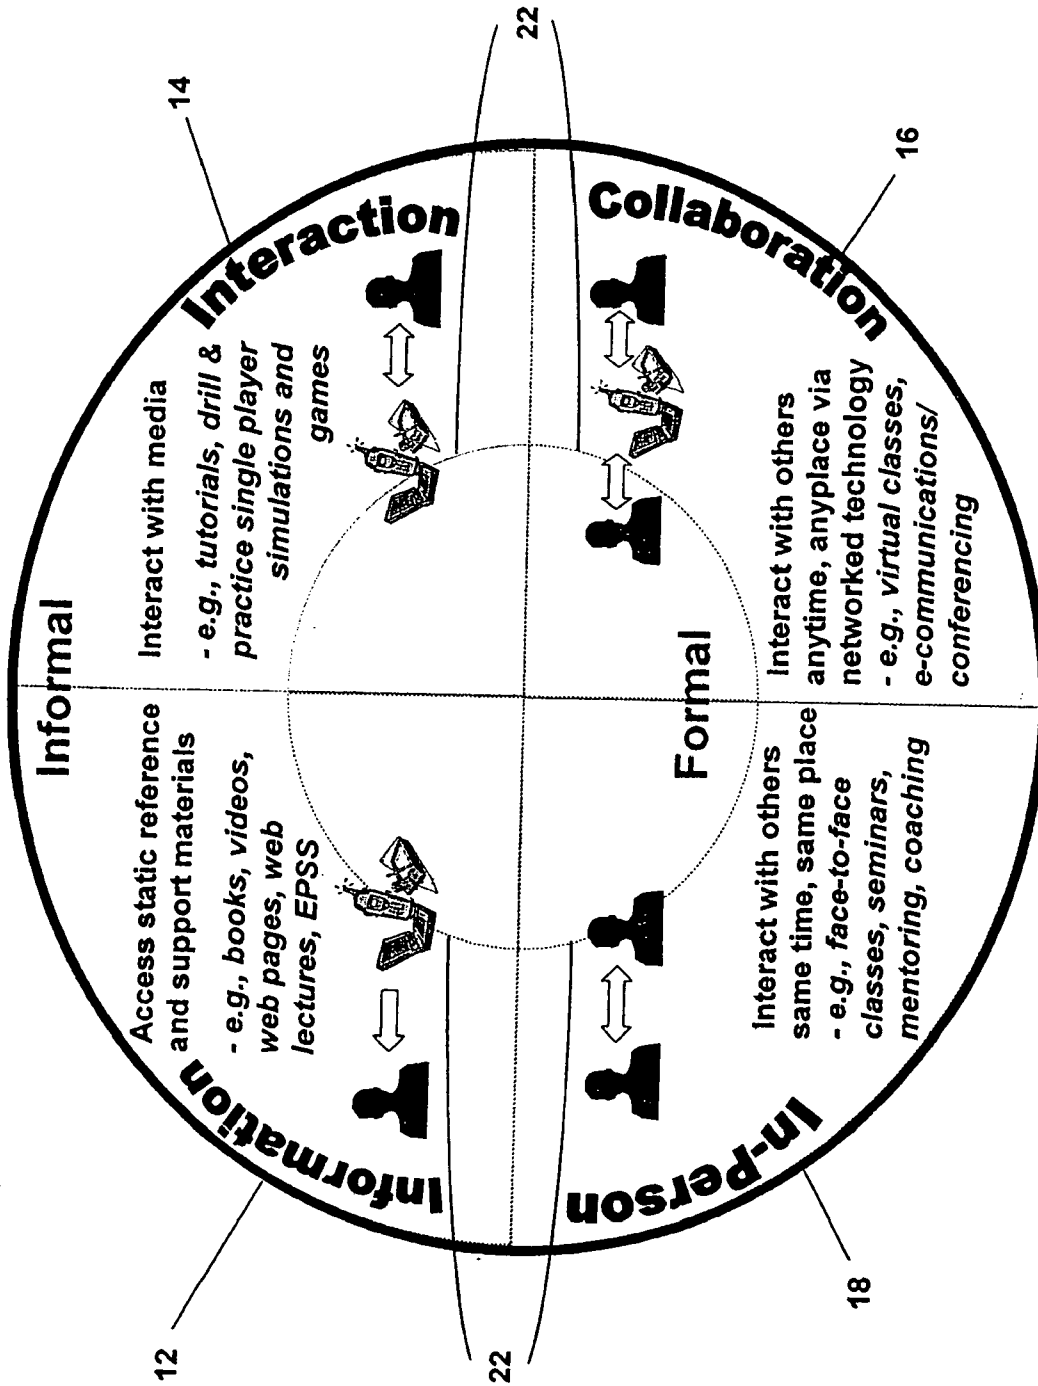 Informal
12
Information
Access static reference
and support materials
- e.g., books, videos,
web pages, web
lectures, EPSS
14
Interaction
Interact with media
- e.g., tutorials, drill &
practice single player
simulations and
games
22
22
Formal
18
In-Person
Interact with others
same time, same place
- e.g., face-to-face
classes, seminars,
mentoring, coaching
16
Collaboration
Interact with others
anytime, anyplace via
networked technology
- e.g., virtual classes,
e-communications/
conferencing